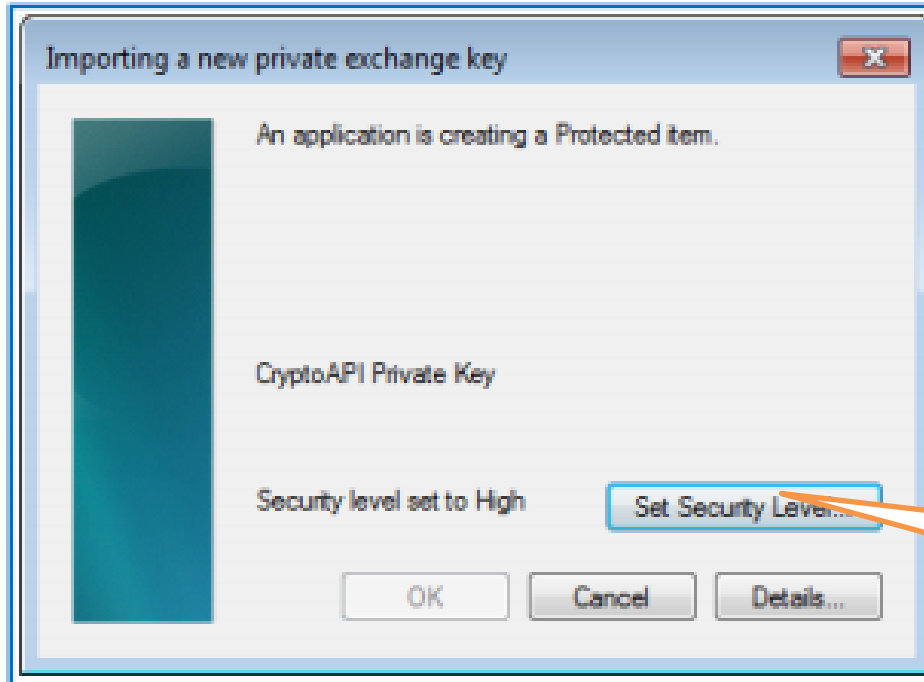 Importing a new private exchange key
An application is creating a Protected item.
CryptoAPI Private Key
Security level set to High
Set Security Level...
OK
Cancel
Details...